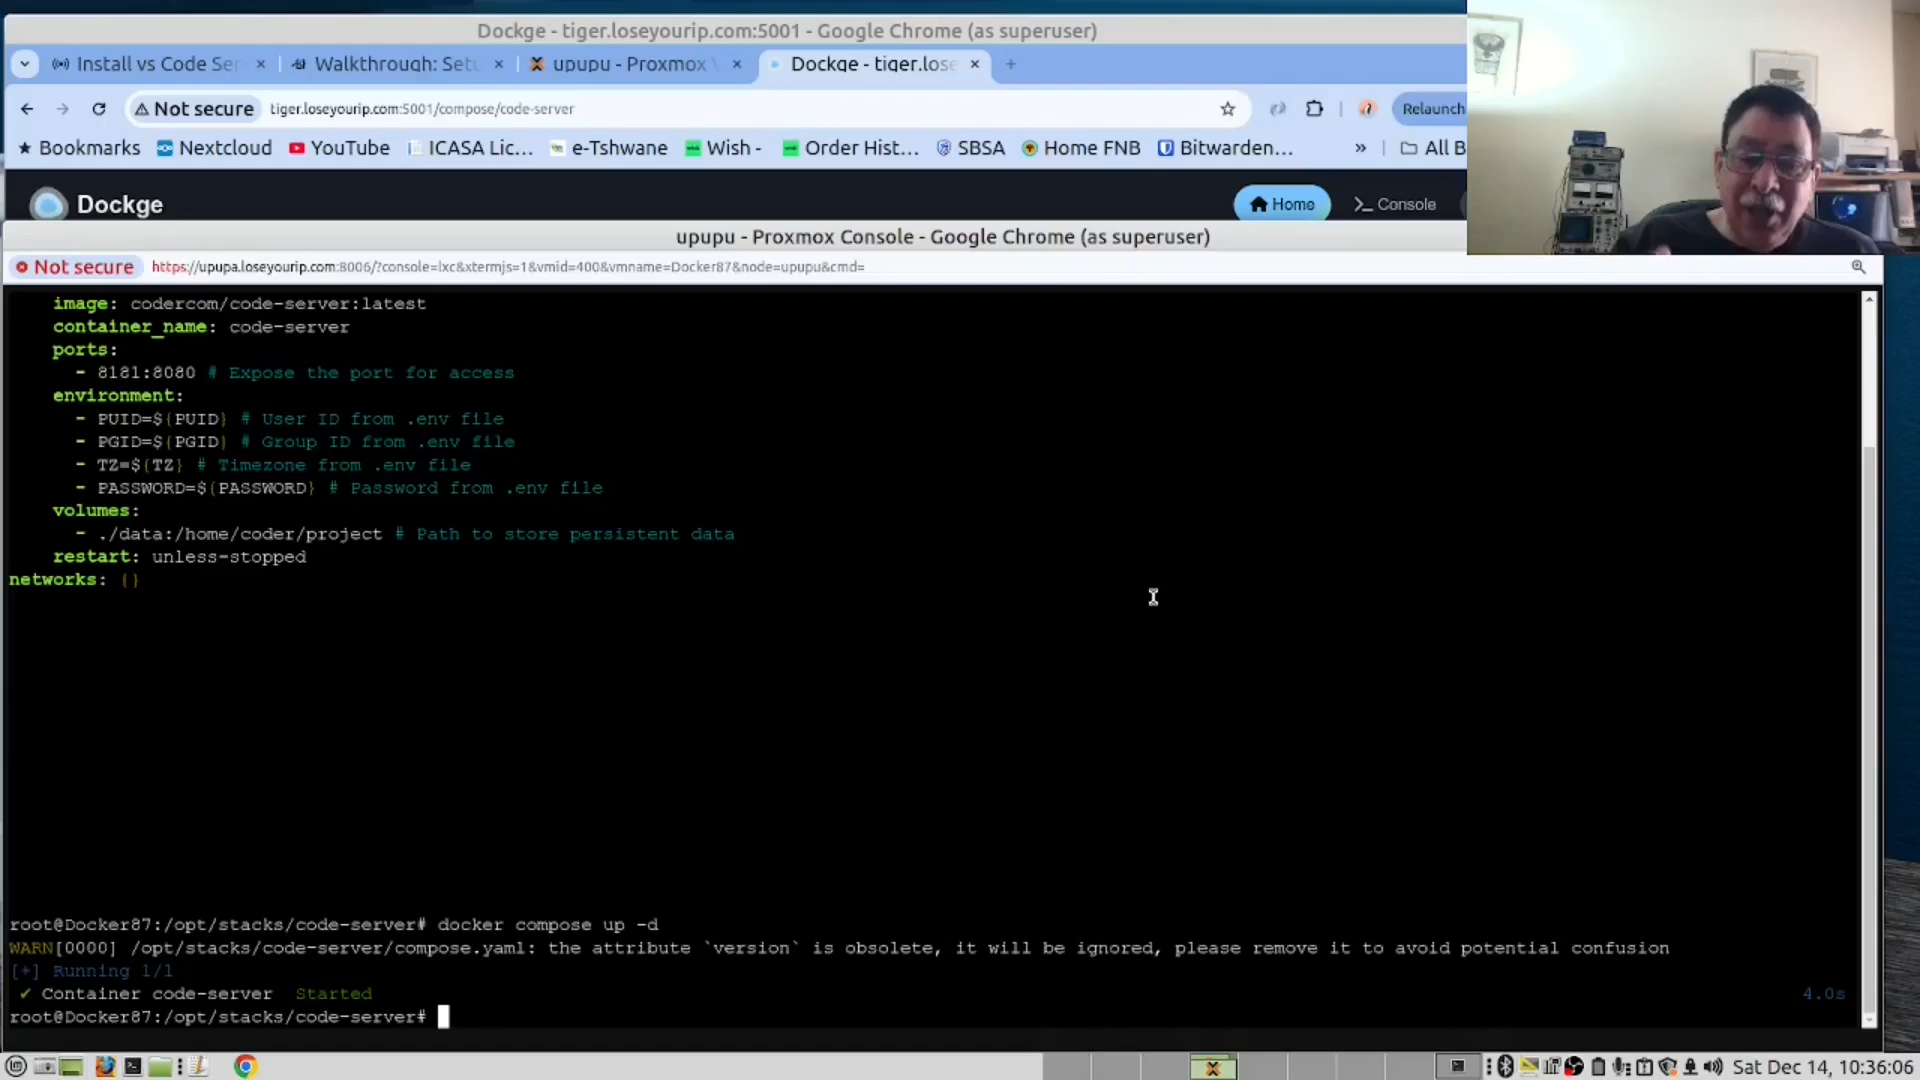 Dockge - tiger.loseyourip.com:5001 - Google Chrome (as superuser)
Install vs Code Ser
Walkthrough: Setu
upupu - Proxmox V
Dockge - tiger.lose
Not secure
tiger.loseyourip.com:5001/compose/code-server
Relaunch
Bookmarks
Nextcloud
YouTube
ICASA Lic...
e-Tshwane
Wish -
Order Hist...
SBSA
Home FNB
Bitwarden...
»
All B
Dockge
Home
>_ Console
upupu - Proxmox Console - Google Chrome (as superuser)
Not secure
https://upupa.loseyourip.com:8006/?console=lxc&xtermjs=1&vmid=400&vmname=Docker87&node=upupu&cmd=
image: codercom/code-server:latest
container_name: code-server
ports:
- 8181:8080 # Expose the port for access
environment:
- PUID=${PUID} # User ID from .env file
- PGID=${PGID} # Group ID from .env file
- TZ=${TZ} # Timezone from .env file
- PASSWORD=${PASSWORD} # Password from .env file
volumes:
- ./data:/home/coder/project # Path to store persistent data
restart: unless-stopped
networks: {}
root@Docker87:/opt/stacks/code-server# docker compose up -d
WARN[0000] /opt/stacks/code-server/compose.yaml: the attribute `version` is obsolete, it will be ignored, please remove it to avoid potential confusion
[+] Running 1/1
✔ Container code-server Started 4.0s
root@Docker87:/opt/stacks/code-server#
Sat Dec 14, 10:36:06